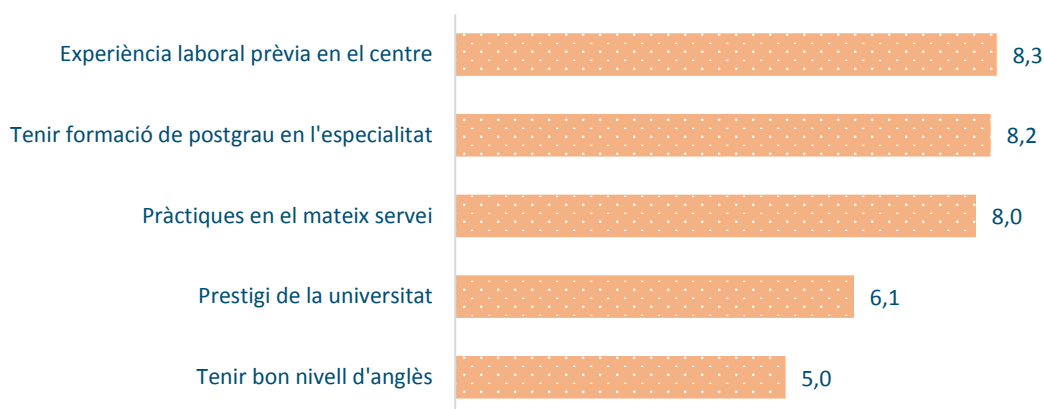 Experiència laboral prèvia en el centre 8,3
Tenir formació de postgrau en l'especialitat 8,2
Pràctiques en el mateix servei 8,0
Prestigi de la universitat 6,1
Tenir bon nivell d'anglès 5,0